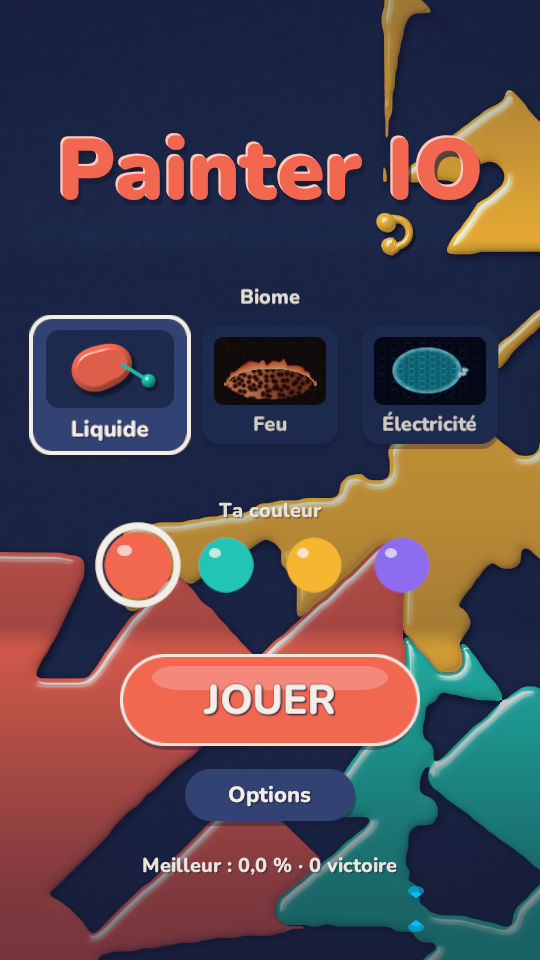 Painter IO
Biome
Liquide
Feu
Électricité
Ta couleur
JOUER
Options
Meilleur : 0,0 % · 0 victoire